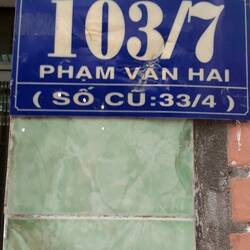 103/7
PHẠM VĂN HAI
( SỐ CŨ:33/4 )